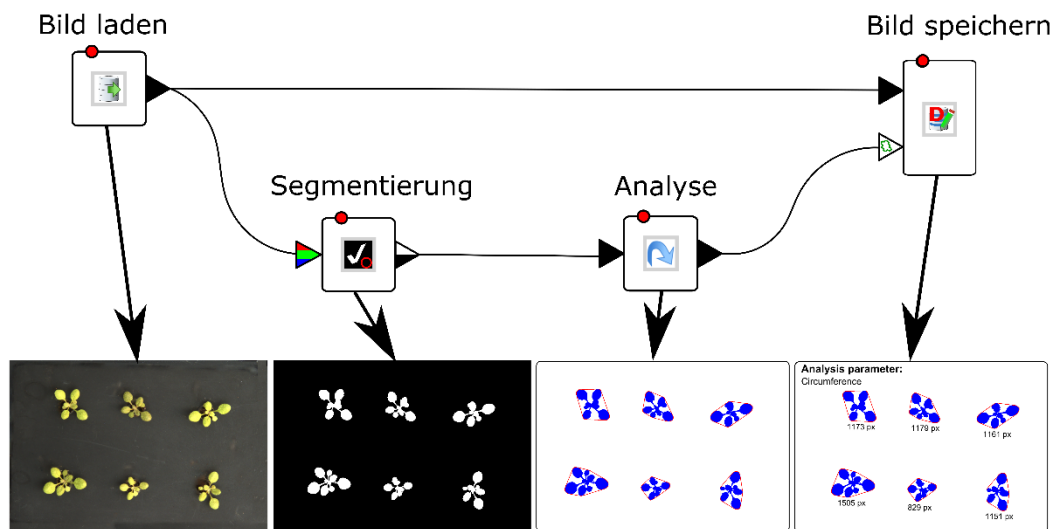 Bild laden
Bild speichern
Segmentierung
Analyse
D
Analysis parameter:
Circumference
1173 px
1179 px
1161 px
1505 px
829 px
1151 px